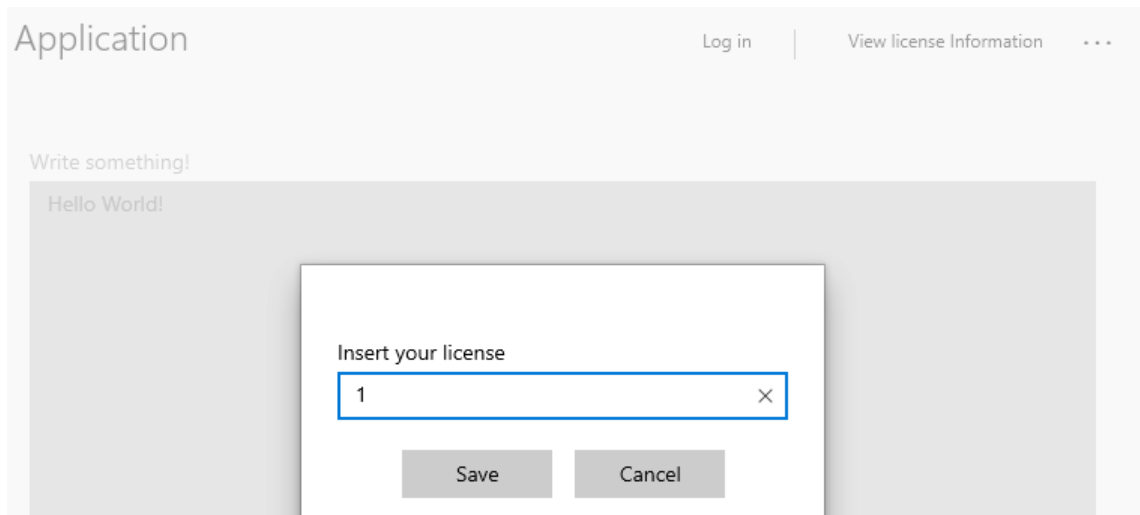 Application
Log in
View license Information
Write something!
Hello World!
Insert your license
1
Save
Cancel